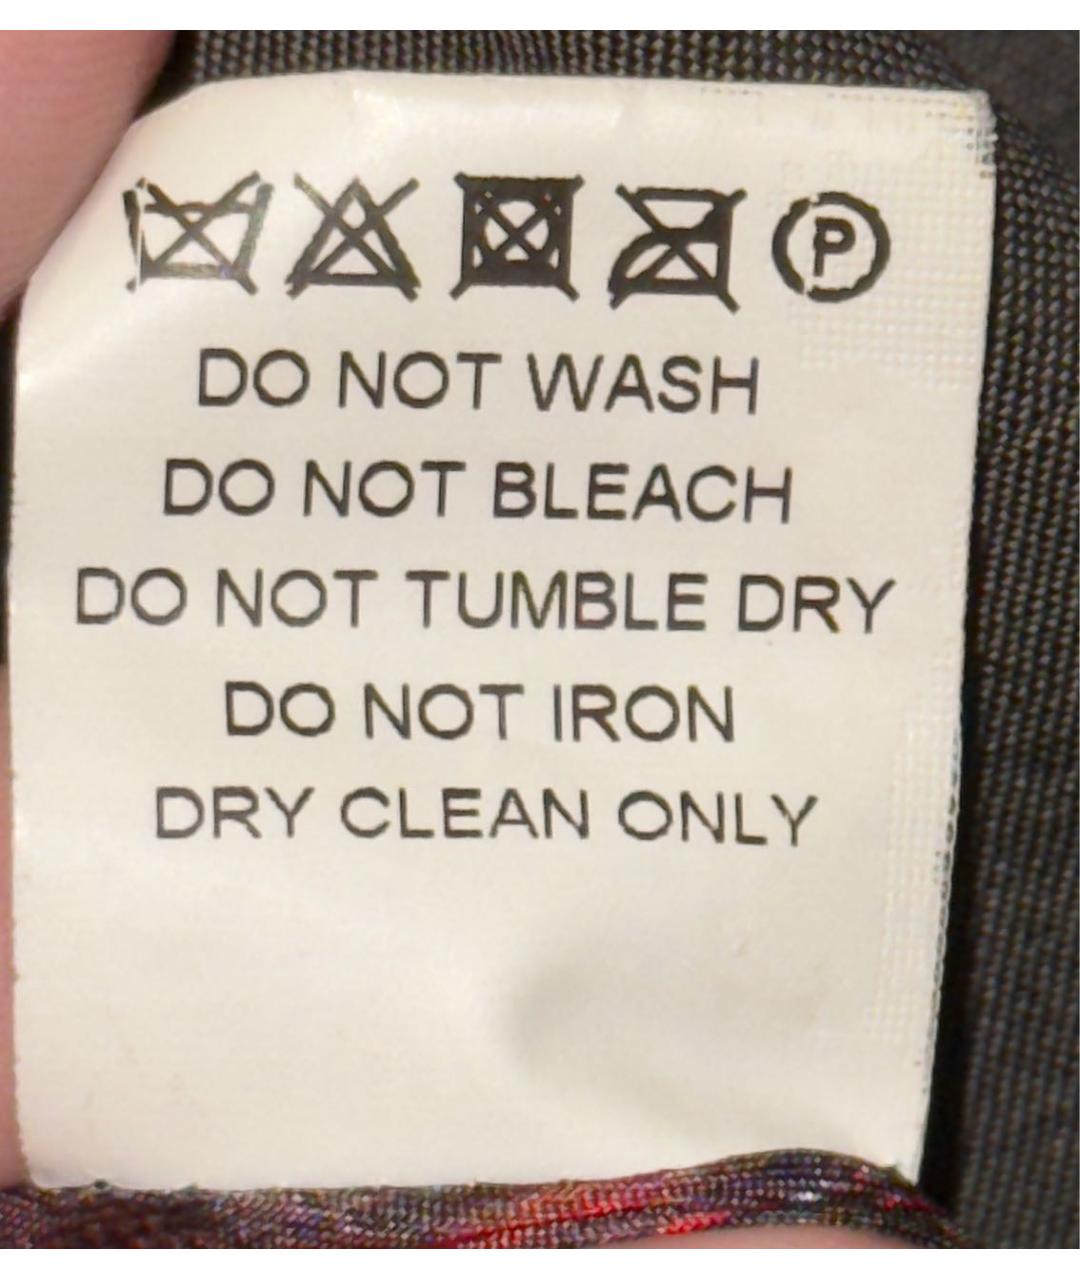 P
DO NOT WASH
DO NOT BLEACH
DO NOT TUMBLE DRY
DO NOT IRON
DRY CLEAN ONLY